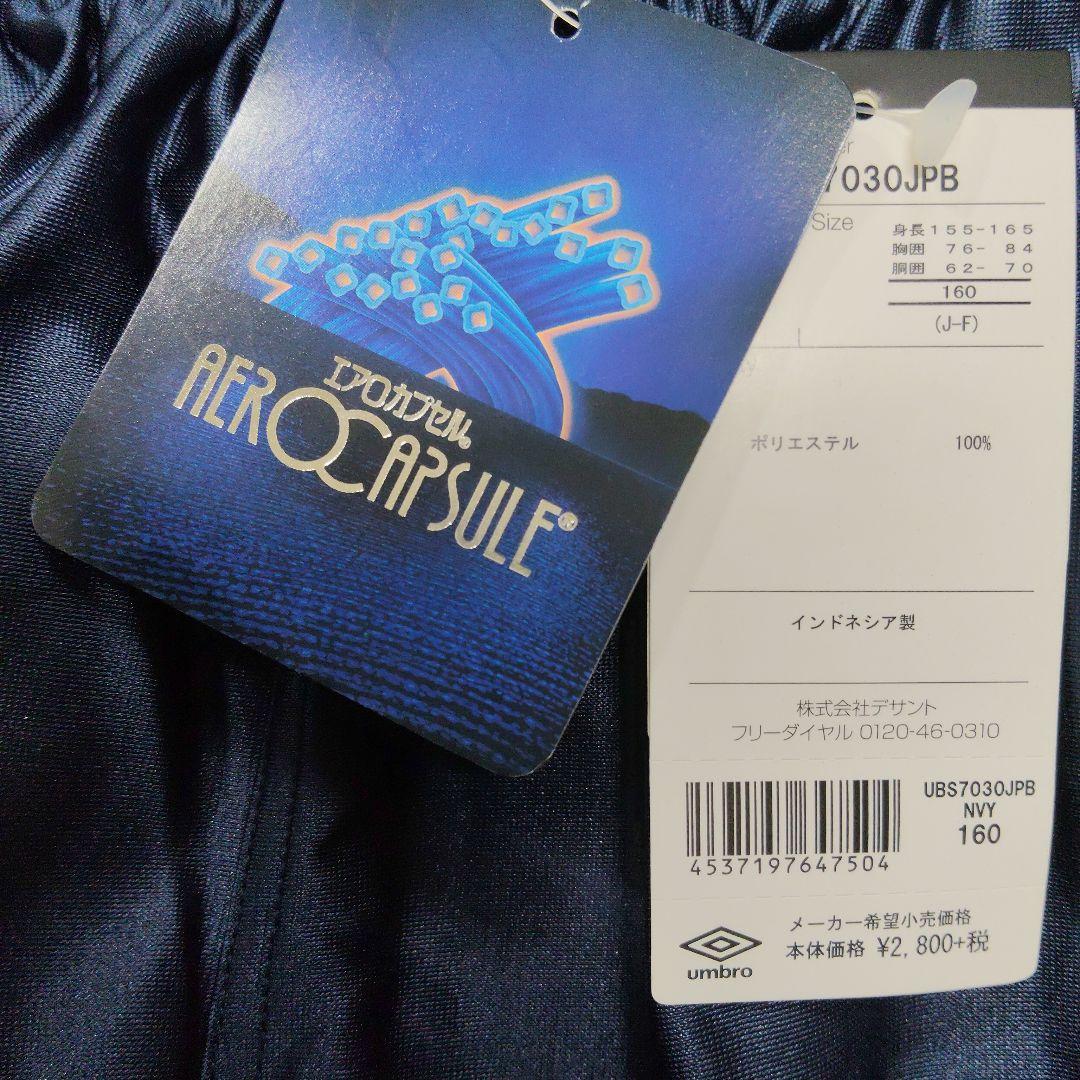 エアロカプセル®
AEROCAPSULE®
7030JPB
Size
身長155-165
胸囲 76- 84
胴囲 62- 70
160
(J-F)
ポリエステル 100%
インドネシア製
株式会社デサント
フリーダイヤル 0120-46-0310
UBS7030JPB
NVY
160
4537197647504
メーカー希望小売価格
本体価格 ¥2,800+税
umbro